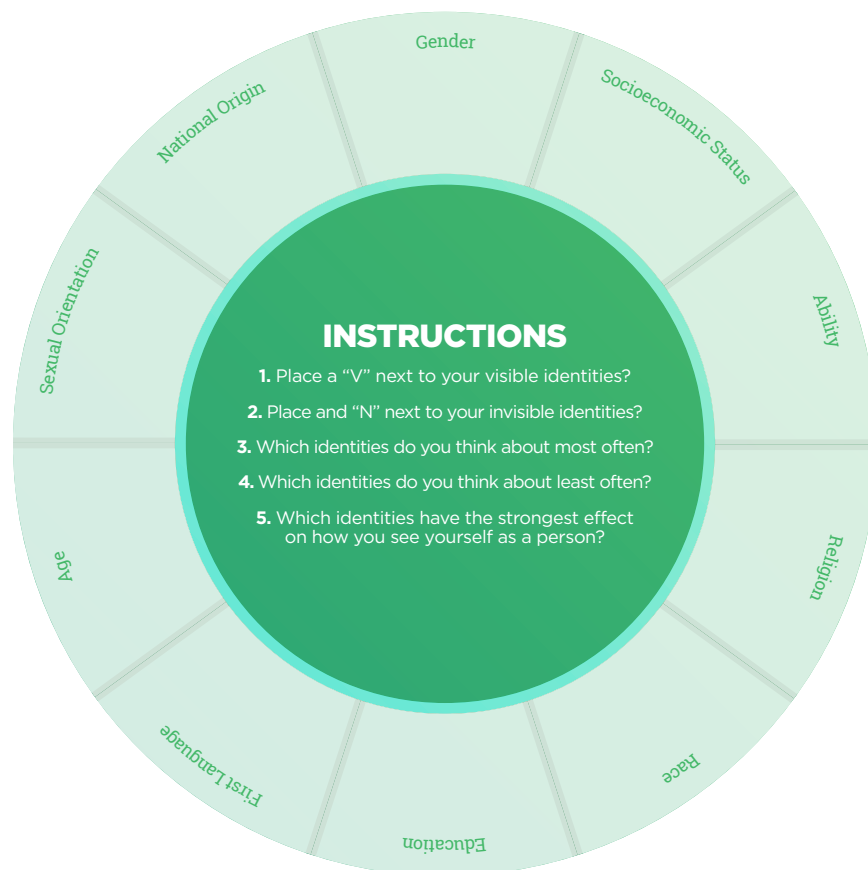 Gender
Socioeconomic Status
Ability
Religion
Race
Education
First Language
Age
Sexual Orientation
National Origin
INSTRUCTIONS
1. Place a “V” next to your visible identities?
2. Place and “N” next to your invisible identities?
3. Which identities do you think about most often?
4. Which identities do you think about least often?
5. Which identities have the strongest effect
on how you see yourself as a person?